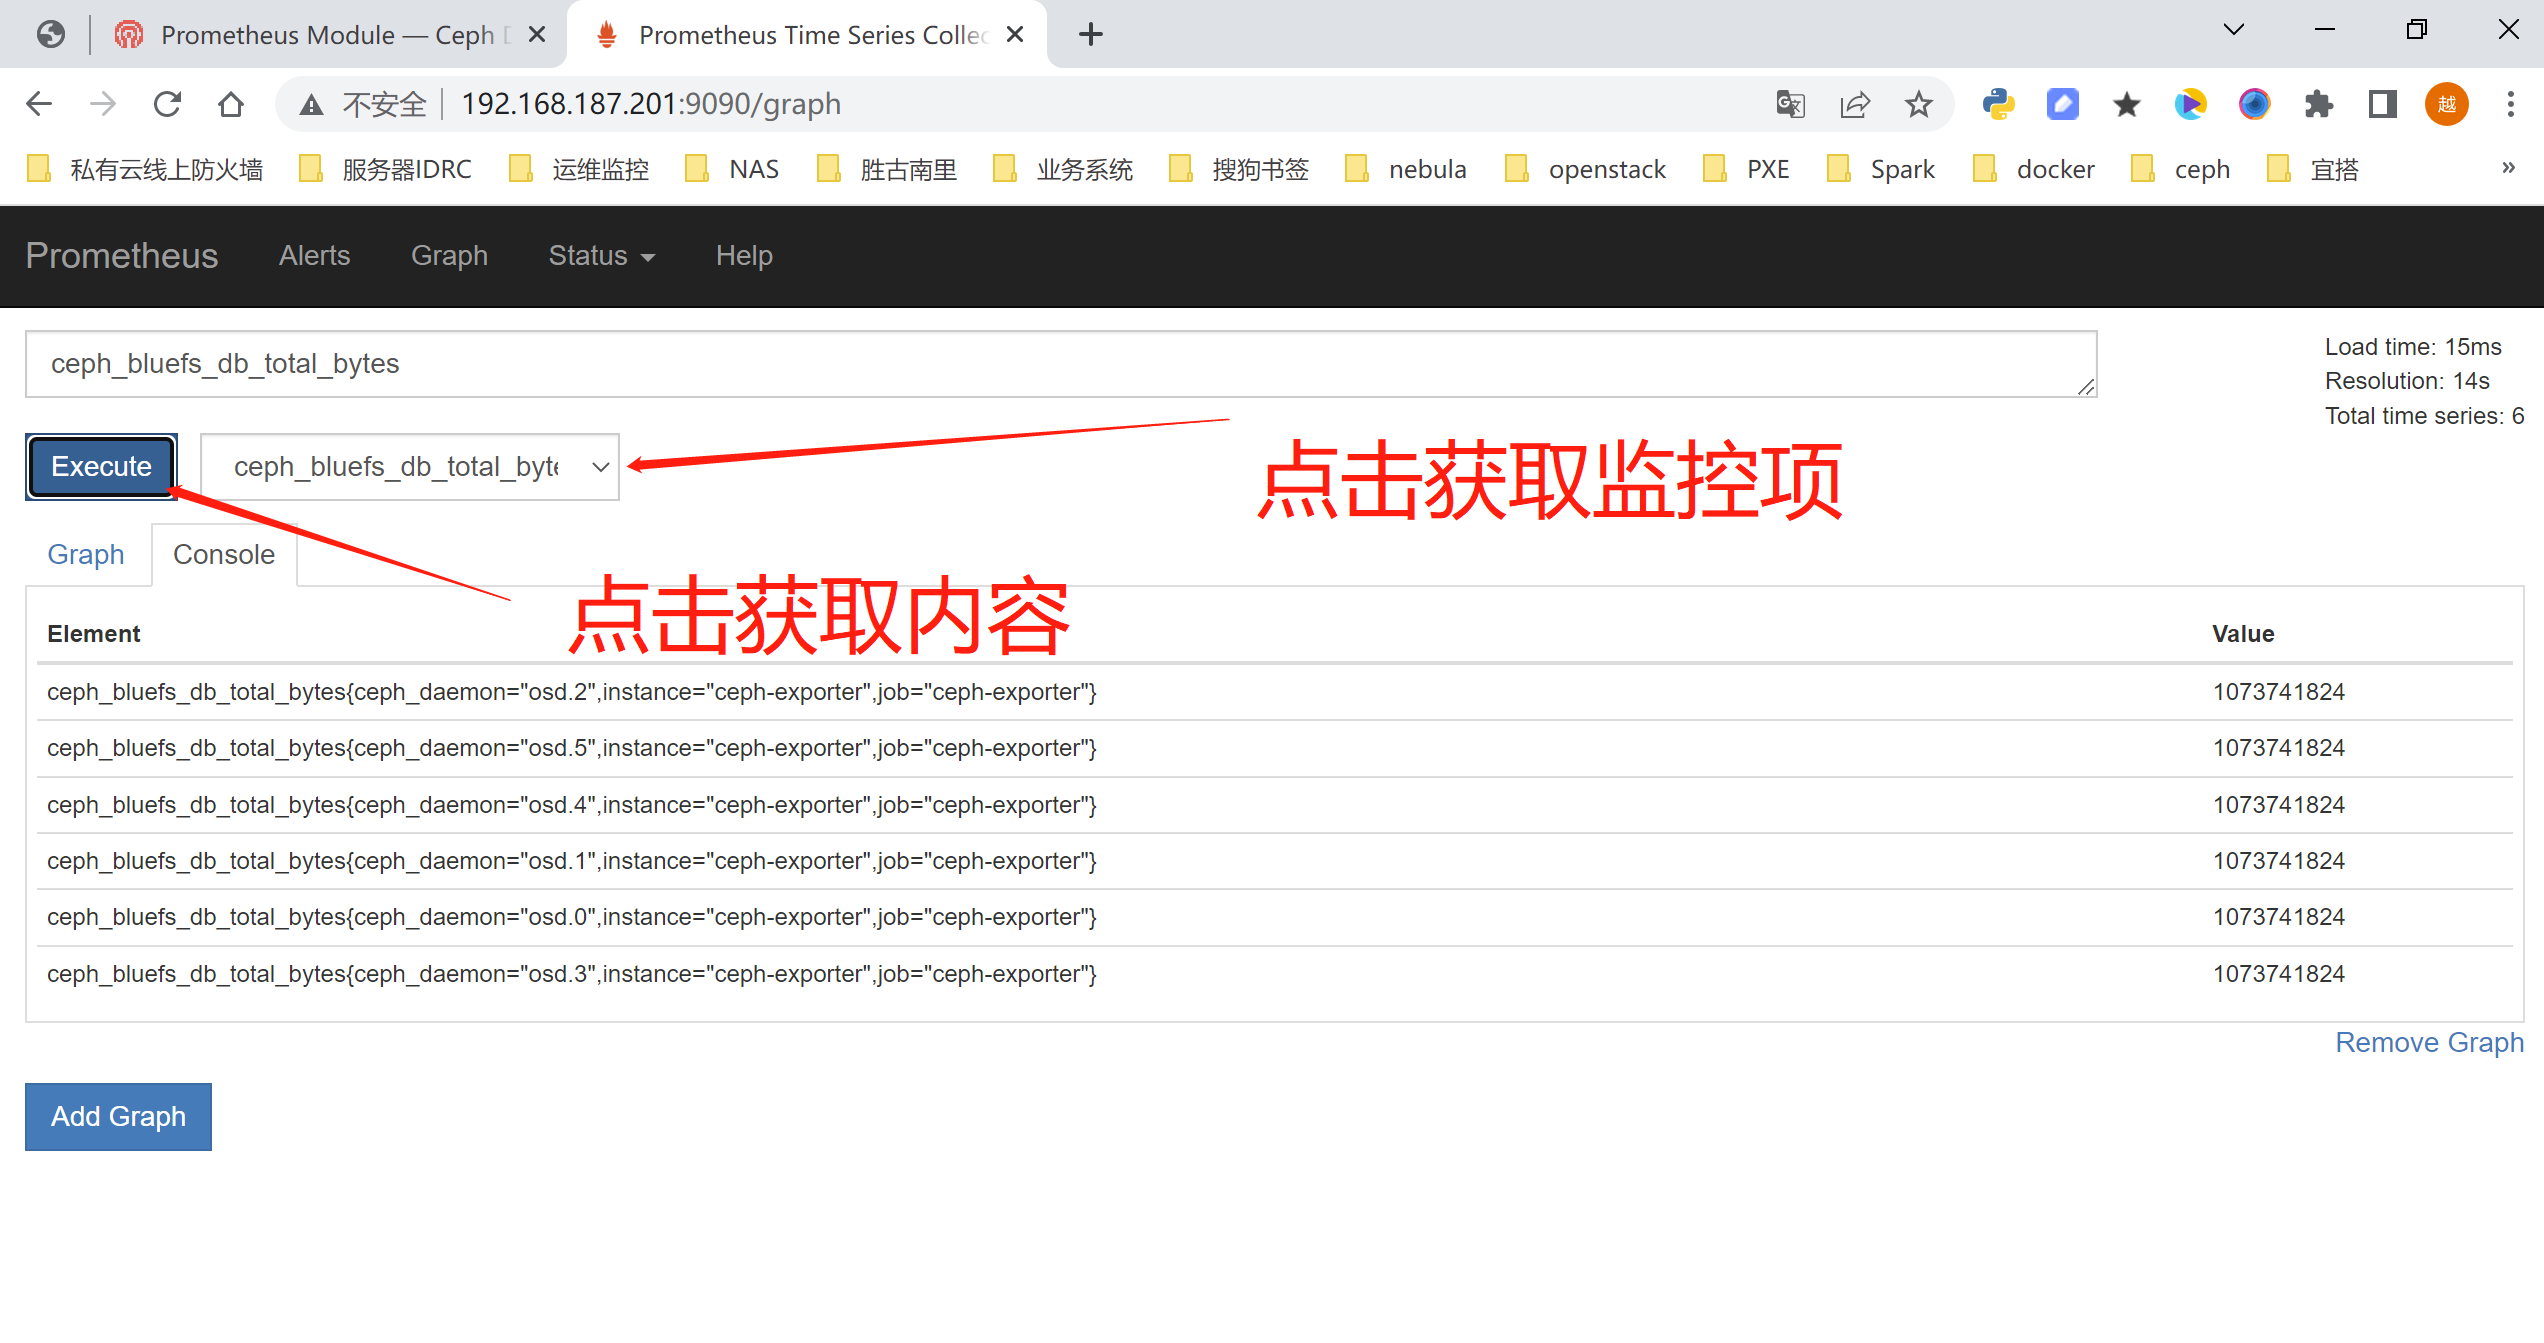 Prometheus Module — Ceph
Prometheus Time Series Collec
不安全 192.168.187.201:9090/graph
越
私有云线上防火墙 服务器IDRC 运维监控 NAS 胜古南里 业务系统 搜狗书签 nebula openstack PXE Spark docker ceph 宜搭 »
Prometheus Alerts Graph Status Help
ceph_bluefs_db_total_bytes
Load time: 15ms
Resolution: 14s
Total time series: 6
Execute ceph_bluefs_db_total_byte
点击获取监控项
Graph Console
点击获取内容
Element Value
ceph_bluefs_db_total_bytes{ceph_daemon="osd.2",instance="ceph-exporter",job="ceph-exporter"} 1073741824
ceph_bluefs_db_total_bytes{ceph_daemon="osd.5",instance="ceph-exporter",job="ceph-exporter"} 1073741824
ceph_bluefs_db_total_bytes{ceph_daemon="osd.4",instance="ceph-exporter",job="ceph-exporter"} 1073741824
ceph_bluefs_db_total_bytes{ceph_daemon="osd.1",instance="ceph-exporter",job="ceph-exporter"} 1073741824
ceph_bluefs_db_total_bytes{ceph_daemon="osd.0",instance="ceph-exporter",job="ceph-exporter"} 1073741824
ceph_bluefs_db_total_bytes{ceph_daemon="osd.3",instance="ceph-exporter",job="ceph-exporter"} 1073741824
Remove Graph
Add Graph